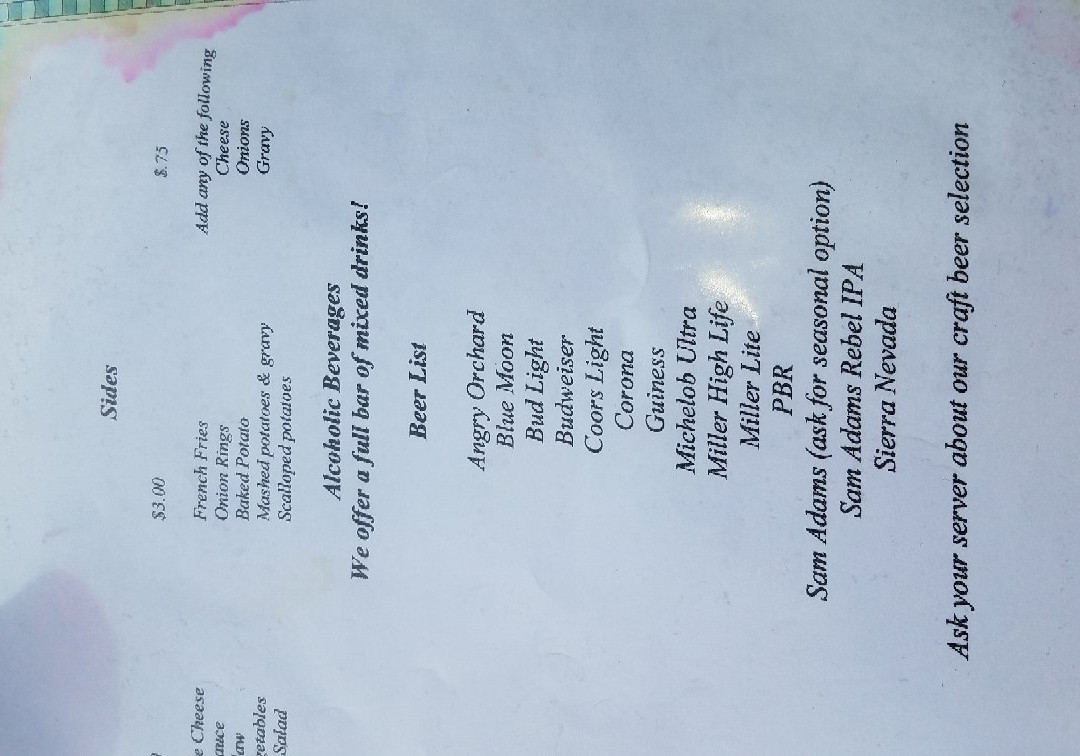 Sides
$3.00
French Fries
Onion Rings
Baked Potato
Mashed potatoes & gravy
Scalloped potatoes
$.75
Add any of the following
Cheese
Onions
Gravy
Cheese
Salad
Alcoholic Beverages
We offer a full bar of mixed drinks!
Beer List
Angry Orchard
Blue Moon
Bud Light
Budweiser
Coors Light
Corona
Guiness
Michelob Ultra
Miller High Life
Miller Lite
PBR
Sam Adams (ask for seasonal option)
Sam Adams Rebel IPA
Sierra Nevada
Ask your server about our craft beer selection